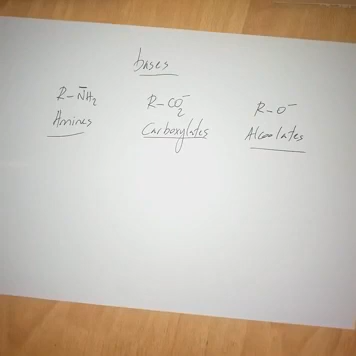 bases
R-N̄H₂
R-CO₂⁻
R-O⁻
Amines
Carboxylates
Alcoolates